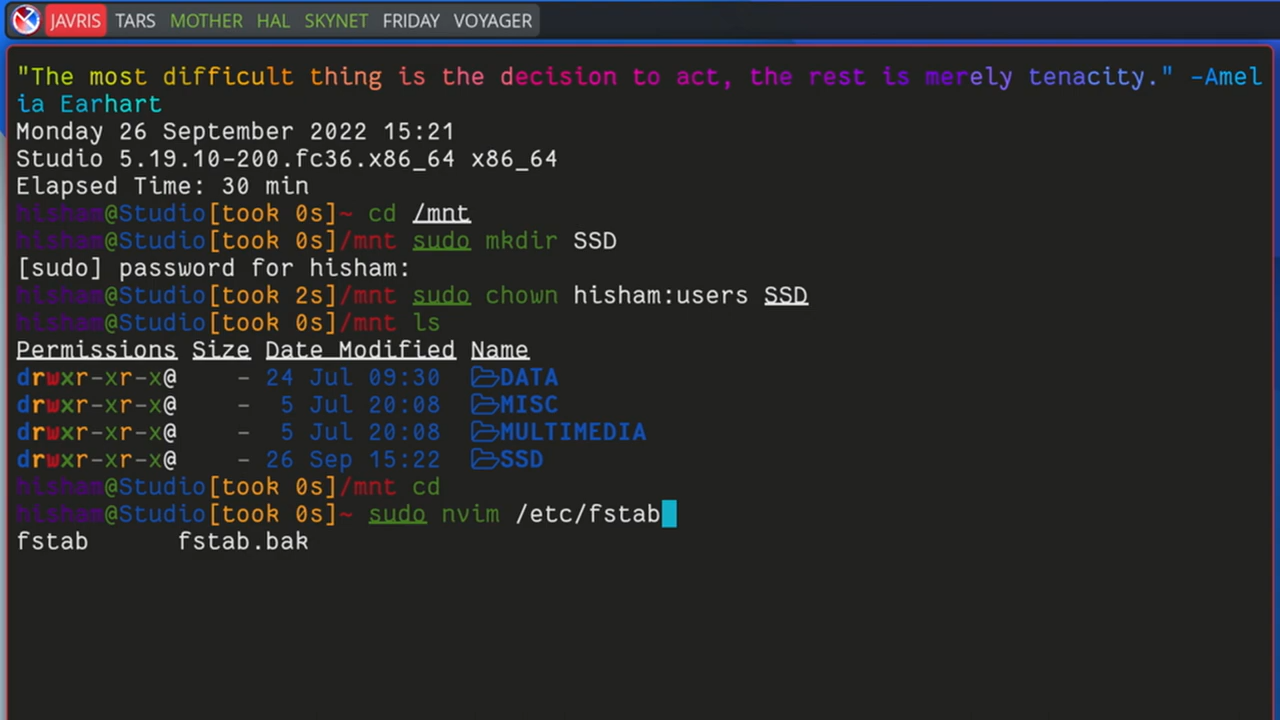 JAVRIS TARS MOTHER HAL SKYNET FRIDAY VOYAGER
"The most difficult thing is the decision to act, the rest is merely tenacity." -Amel
ia Earhart
Monday 26 September 2022 15:21
Studio 5.19.10-200.fc36.x86_64 x86_64
Elapsed Time: 30 min
hisham@Studio[took 0s]~ cd /mnt
hisham@Studio[took 0s]/mnt sudo mkdir SSD
[sudo] password for hisham:
hisham@Studio[took 2s]/mnt sudo chown hisham:users SSD
hisham@Studio[took 0s]/mnt ls
Permissions Size Date Modified Name
drwxr-xr-x@ - 24 Jul 09:30 DATA
drwxr-xr-x@ - 5 Jul 20:08 MISC
drwxr-xr-x@ - 5 Jul 20:08 MULTIMEDIA
drwxr-xr-x@ - 26 Sep 15:22 SSD
hisham@Studio[took 0s]/mnt cd
hisham@Studio[took 0s]~ sudo nvim /etc/fstab
fstab fstab.bak